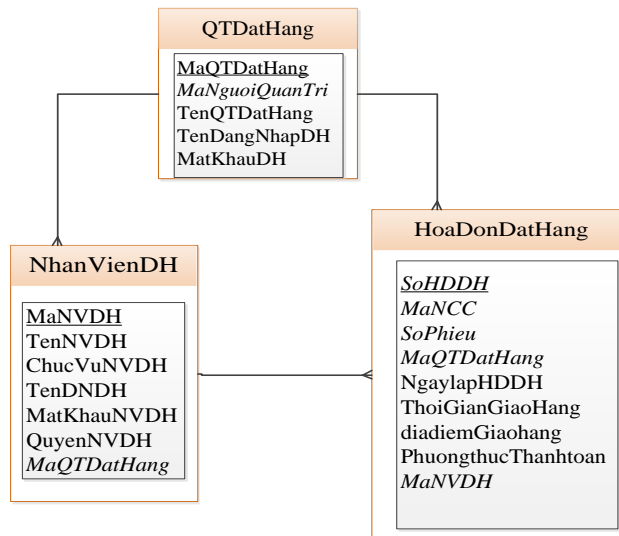 QTDatHang
MaQTDatHang
MaNguoiQuanTri
TenQTDatHang
TenDangNhapDH
MatKhauDH
NhanVienDH
MaNVDH
TenNVDH
ChucVuNVDH
TenDNDH
MatKhauNVDH
QuyenNVDH
MaQTDatHang
HoaDonDatHang
SoHDDH
MaNCC
SoPhieu
MaQTDatHang
NgaylapHDDH
ThoiGianGiaoHang
diadiemGiaohang
PhuongthucThanhtoan
MaNVDH